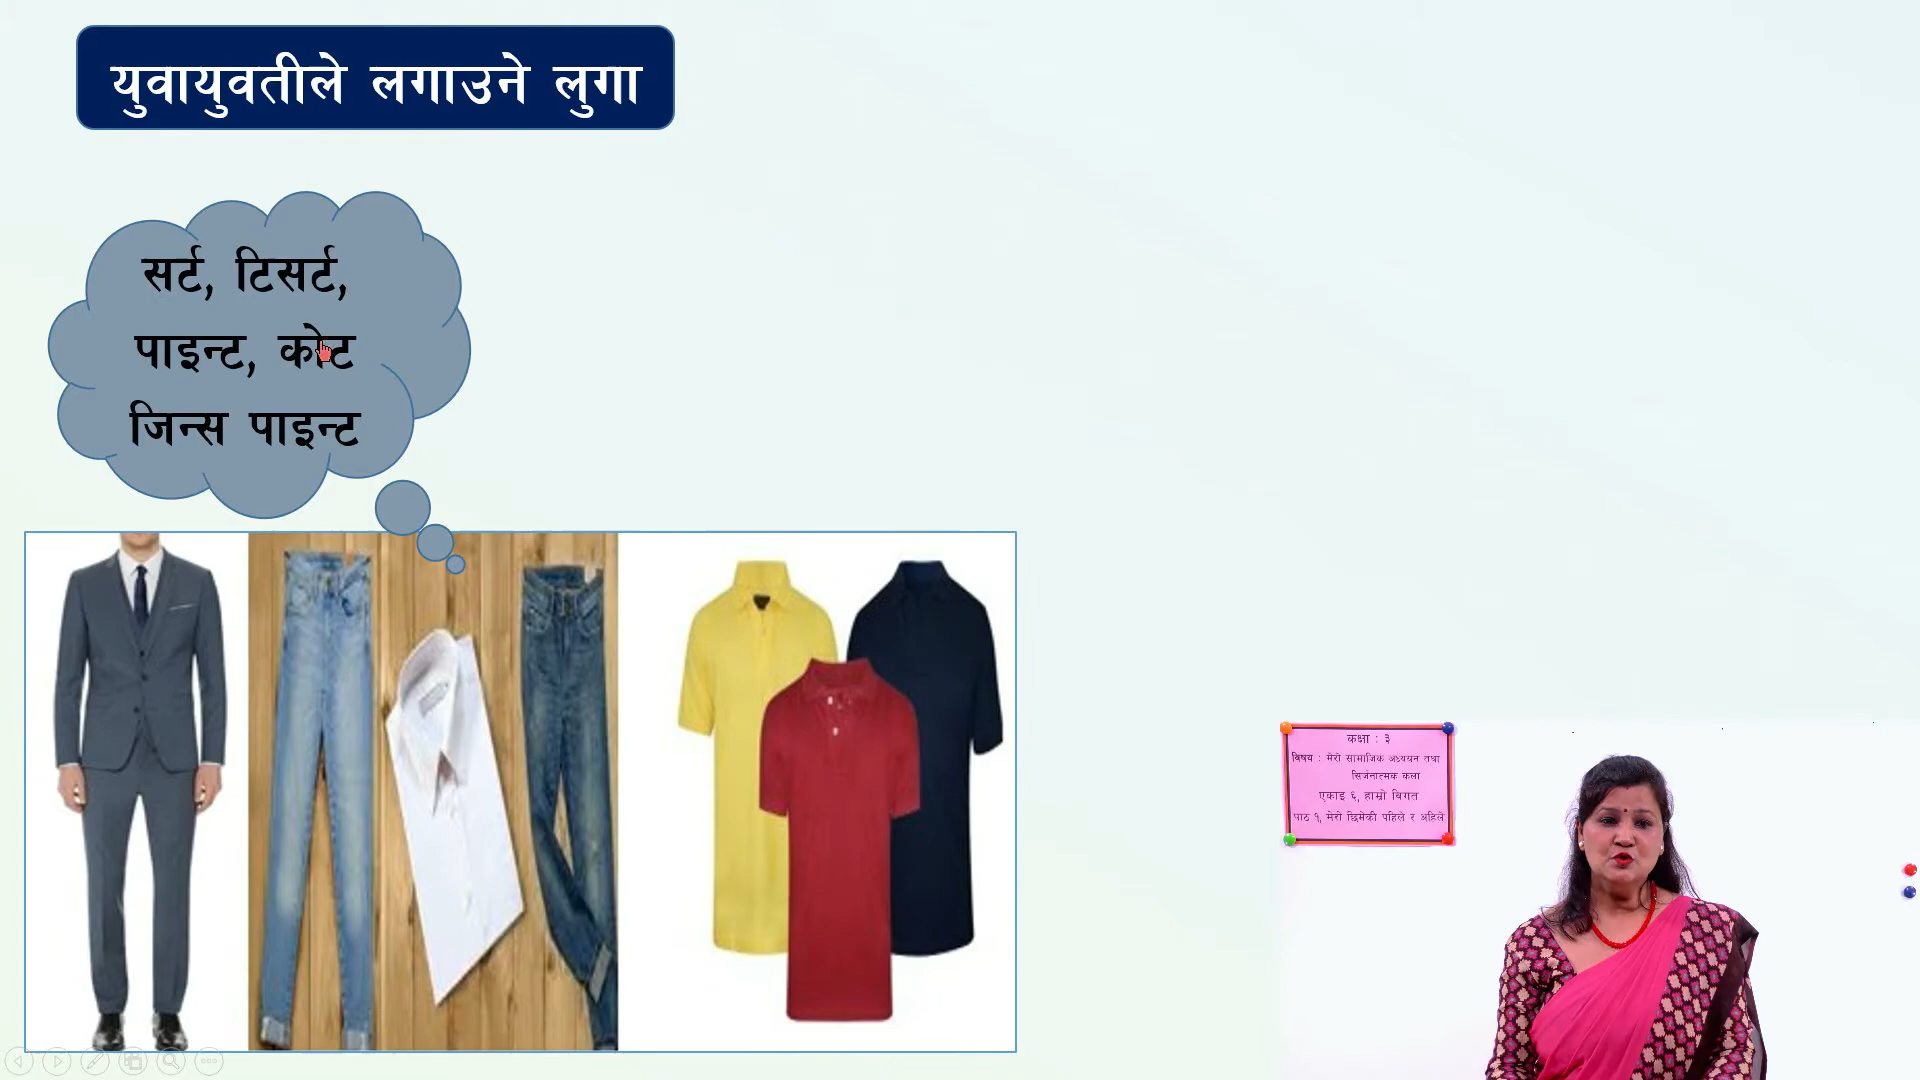 युवायुवतीले लगाउने लुगा
सर्ट, टिसर्ट,
पाइन्ट, कोट
जिन्स पाइन्ट
कक्षा : ३
विषय : मेरो सामाजिक अध्ययन तथा
सिर्जनात्मक कला
एकाइ ६, हाम्रो विगत
पाठ १, मेरो छिमेकी पहिले र अहिले